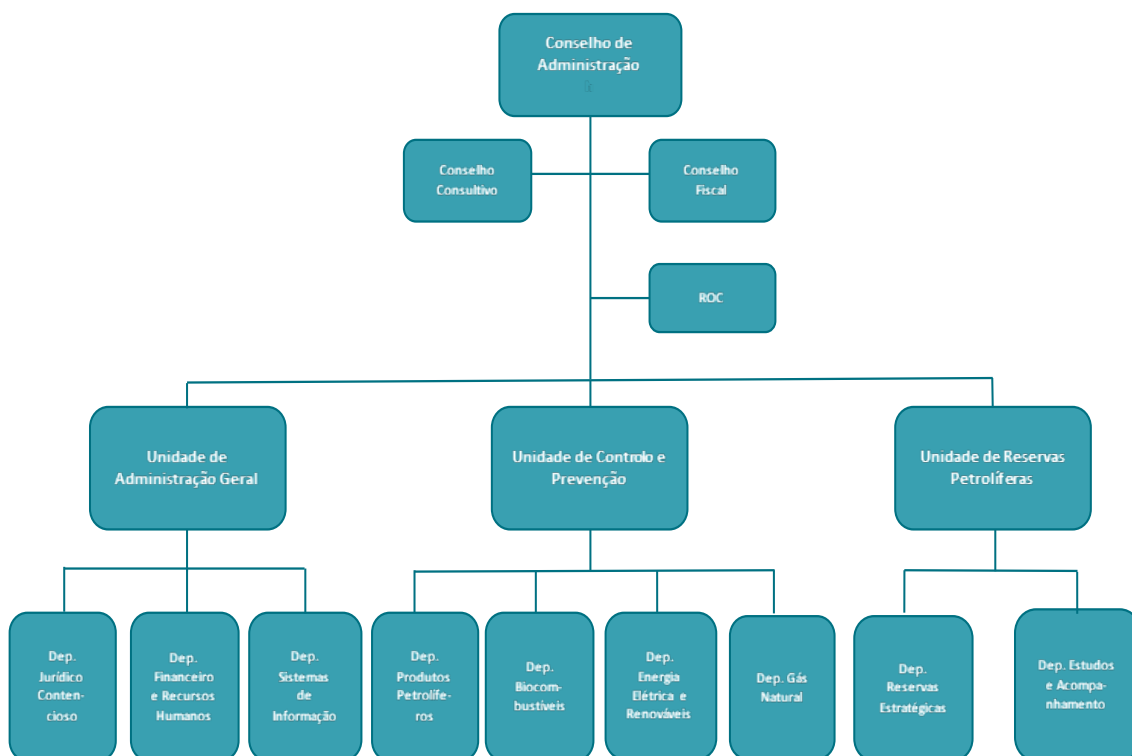 Conselho de
Administração
Conselho
Consultivo
Conselho
Fiscal
ROC
Unidade de
Administração Geral
Unidade de Controlo e
Prevenção
Unidade de Reservas
Petrolíferas
Dep.
Jurídico
Conten-
cioso
Dep.
Financeiro
e Recursos
Humanos
Dep.
Sistemas
de
Informação
Dep.
Produtos
Petrolífe-
ros
Dep.
Biocom-
bustíveis
Dep.
Energia
Elétrica e
Renováveis
Dep. Gás
Natural
Dep.
Reservas
Estratégicas
Dep. Estudos
e Acompa-
nhamento